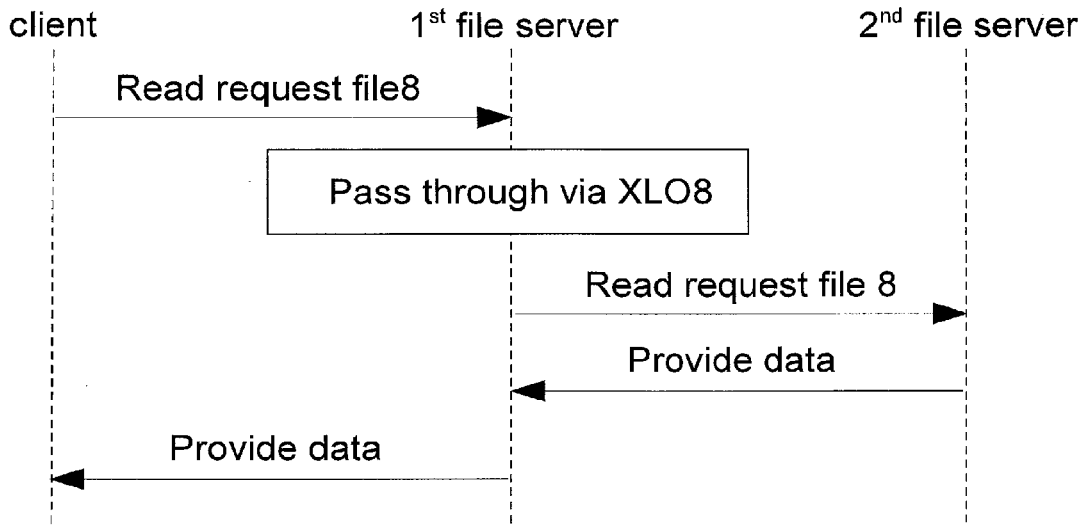 client
1st file server
2nd file server
Read request file8
Pass through via XLO8
Read request file 8
Provide data
Provide data